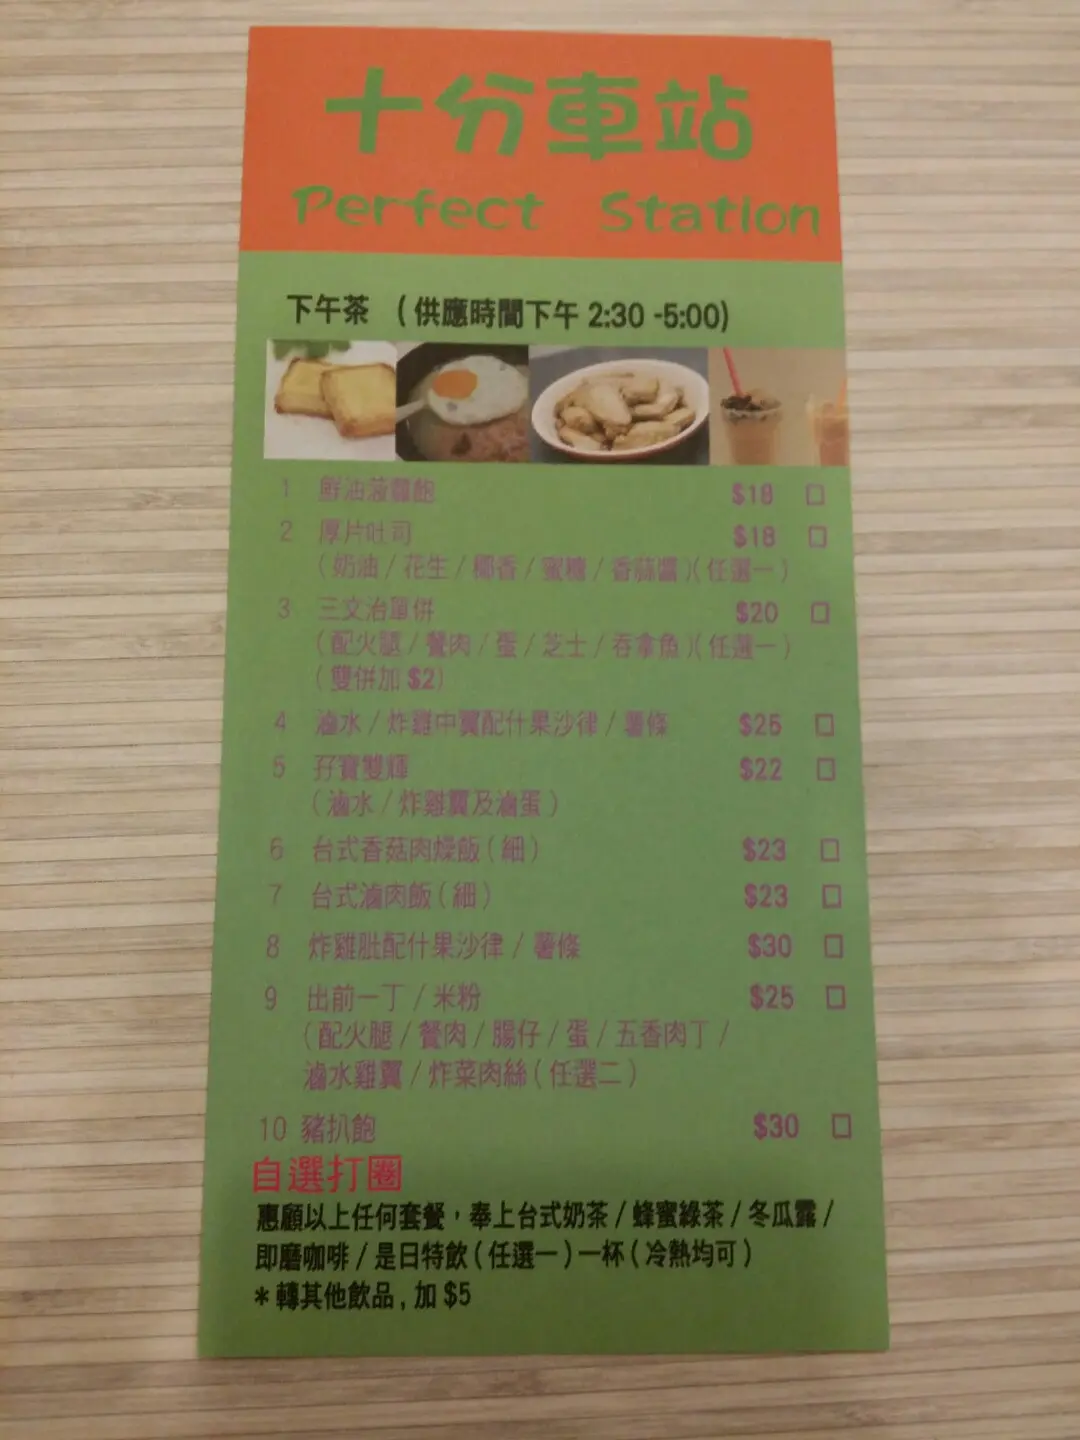 十分車站
Perfect Station
下午茶 (供應時間下午 2:30 -5:00)
1 鮮油菠蘿飽 $18 □
2 厚片吐司 $18 □
(奶油/花生/椰香/蜜糖/香蒜醬)(任選一)
3 三文治單併 $20 □
(配火腿/餐肉/蛋/芝士/吞拿魚)(任選一)
(雙併加 $2)
4 滷水/炸雞中翼配什果沙律/薯條 $25 □
5 孖寶雙輝 $22 □
(滷水/炸雞翼及滷蛋)
6 台式香菇肉燥飯(細) $23 □
7 台式滷肉飯(細) $23 □
8 炸雞肶配什果沙律/薯條 $30 □
9 出前一丁/米粉 $25 □
(配火腿/餐肉/腸仔/蛋/五香肉丁/
滷水雞翼/炸菜肉絲(任選二)
10 豬扒飽 $30 □
自選打圈
惠顧以上任何套餐，奉上台式奶茶/蜂蜜綠茶/冬瓜露/
即磨咖啡/是日特飲(任選一)一杯(冷熱均可)
*轉其他飲品, 加 $5